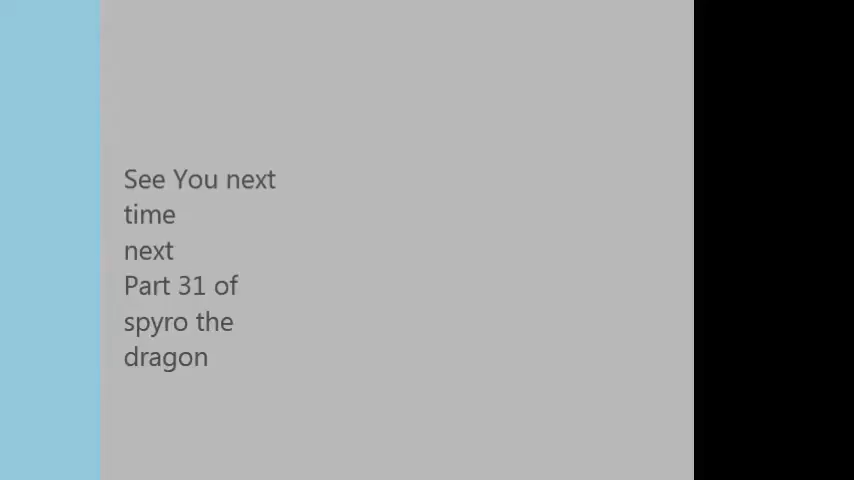 See You next
time
next
Part 31 of
spyro the
dragon